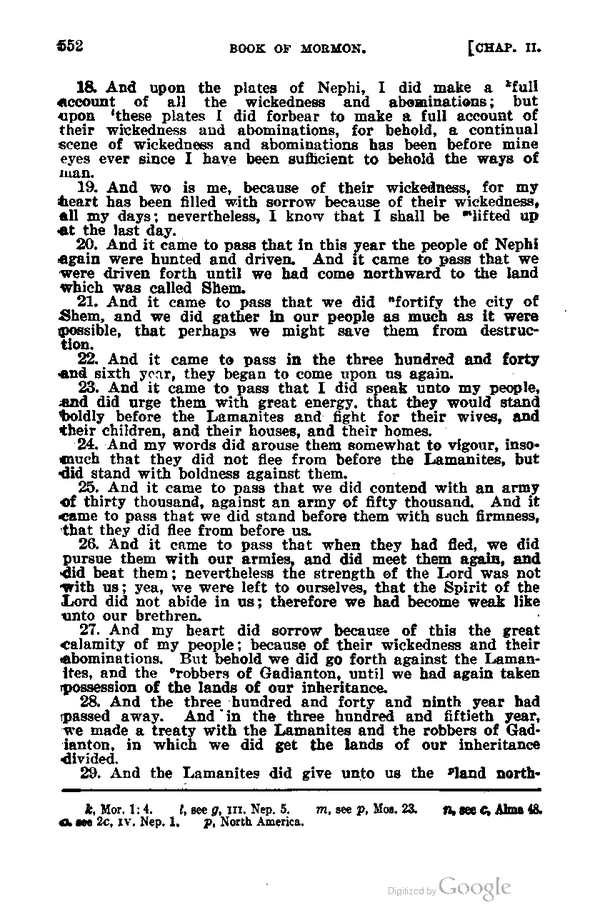 552 BOOK OF MORMON. [CHAP. II.
18. And upon the plates of Nephi, I did make a ᵏfull
account of all the wickedness and abominations; but
upon ˡthese plates I did forbear to make a full account of
their wickedness and abominations, for behold, a continual
scene of wickedness and abominations has been before mine
eyes ever since I have been sufficient to behold the ways of
man.
19. And wo is me, because of their wickedness, for my
heart has been filled with sorrow because of their wickedness,
all my days; nevertheless, I know that I shall be ᵐlifted up
at the last day.
20. And it came to pass that in this year the people of Nephi
again were hunted and driven. And it came to pass that we
were driven forth until we had come northward to the land
which was called Shem.
21. And it came to pass that we did ⁿfortify the city of
Shem, and we did gather in our people as much as it were
possible, that perhaps we might save them from destruc-
tion.
22. And it came to pass in the three hundred and forty
and sixth year, they began to come upon us again.
23. And it came to pass that I did speak unto my people,
and did urge them with great energy, that they would stand
boldly before the Lamanites and fight for their wives, and
their children, and their houses, and their homes.
24. And my words did arouse them somewhat to vigour, inso-
much that they did not flee from before the Lamanites, but
did stand with boldness against them.
25. And it came to pass that we did contend with an army
of thirty thousand, against an army of fifty thousand. And it
came to pass that we did stand before them with such firmness,
that they did flee from before us.
26. And it came to pass that when they had fled, we did
pursue them with our armies, and did meet them again, and
did beat them; nevertheless the strength of the Lord was not
with us; yea, we were left to ourselves, that the Spirit of the
Lord did not abide in us; therefore we had become weak like
unto our brethren.
27. And my heart did sorrow because of this the great
calamity of my people; because of their wickedness and their
abominations. But behold we did go forth against the Laman-
ites, and the ᵒrobbers of Gadianton, until we had again taken
possession of the lands of our inheritance.
28. And the three hundred and forty and ninth year had
passed away. And in the three hundred and fiftieth year,
we made a treaty with the Lamanites and the robbers of Gad-
ianton, in which we did get the lands of our inheritance
divided.
29. And the Lamanites did give unto us the ᵖland north-
k, Mor. 1: 4. l, see g, III. Nep. 5. m, see p, Mos. 23. n, see c, Alma 48.
o, see 2c, IV. Nep. 1. p, North America.
Digitized by Google